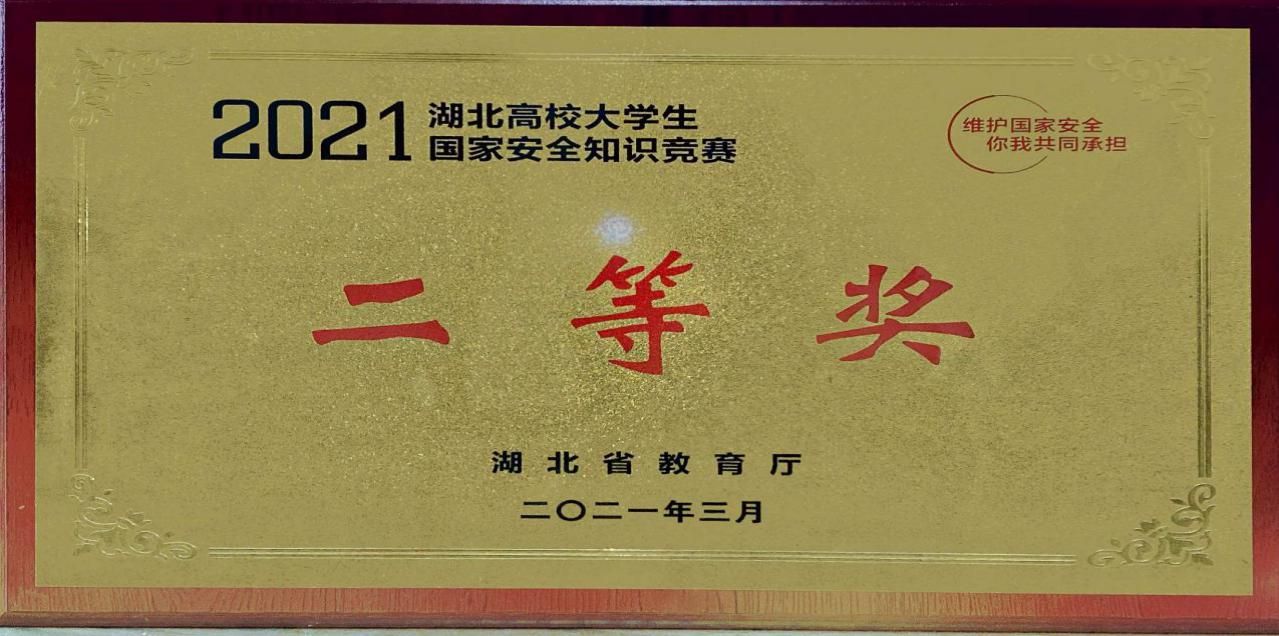 2021 湖北高校大学生
国家安全知识竞赛
维护国家安全
你我共同承担
二等奖
湖北省教育厅
二〇二一年三月